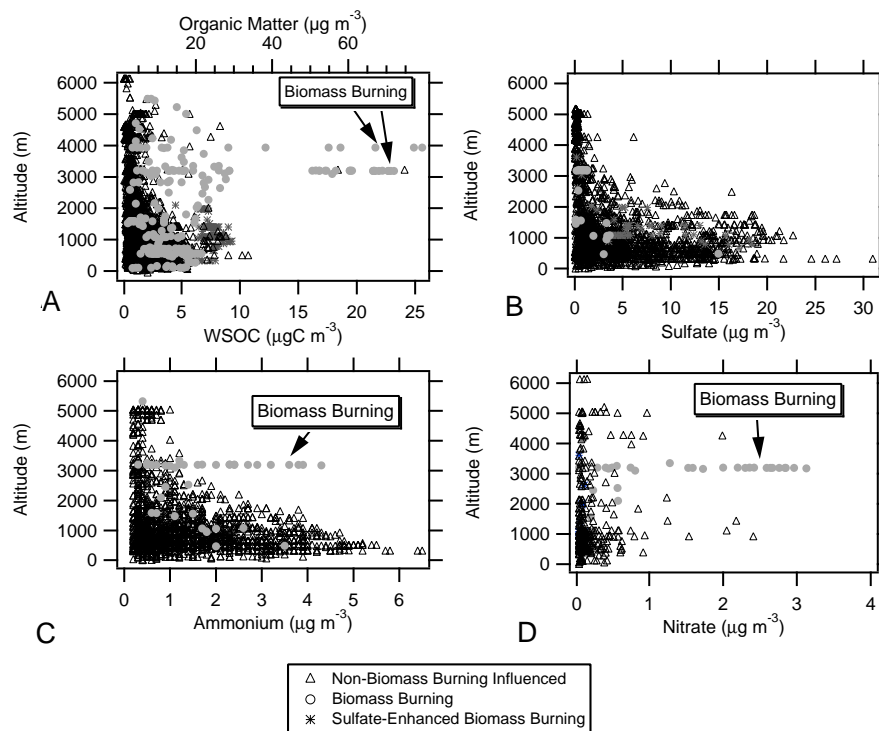 Organic Matter (µg m-3)
20 40 60
6000
5000
4000
3000
2000
1000
0
Altitude (m)
Biomass Burning
0 5 10 15 20 25
WSOC (µgC m-3)
A
6000
5000
4000
3000
2000
1000
0
Altitude (m)
0 5 10 15 20 25 30
Sulfate (µg m-3)
B
6000
5000
4000
3000
2000
1000
0
Altitude (m)
Biomass Burning
0 1 2 3 4 5 6
Ammonium (µg m-3)
C
6000
5000
4000
3000
2000
1000
0
Altitude (m)
Biomass Burning
0 1 2 3 4
Nitrate (µg m-3)
D
Non-Biomass Burning Influenced
Biomass Burning
Sulfate-Enhanced Biomass Burning